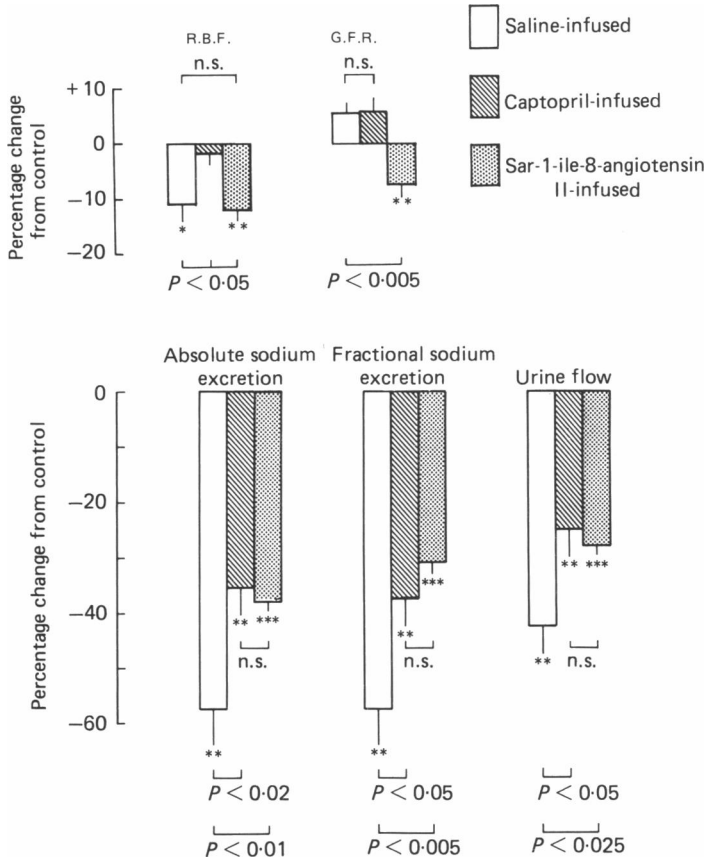 R.B.F.
G.F.R.
n.s.
n.s.
Saline-infused
Captopril-infused
Sar-1-ile-8-angiotensin
II-infused
Percentage change
from control
+10
0
−10
−20
*
**
**
P < 0·05
P < 0·005
Absolute sodium
excretion
Fractional sodium
excretion
Urine flow
Percentage change from control
0
−20
−40
−60
**
**
***
n.s.
**
**
***
n.s.
**
**
***
n.s.
P < 0·02
P < 0·05
P < 0·05
P < 0·01
P < 0·005
P < 0·025